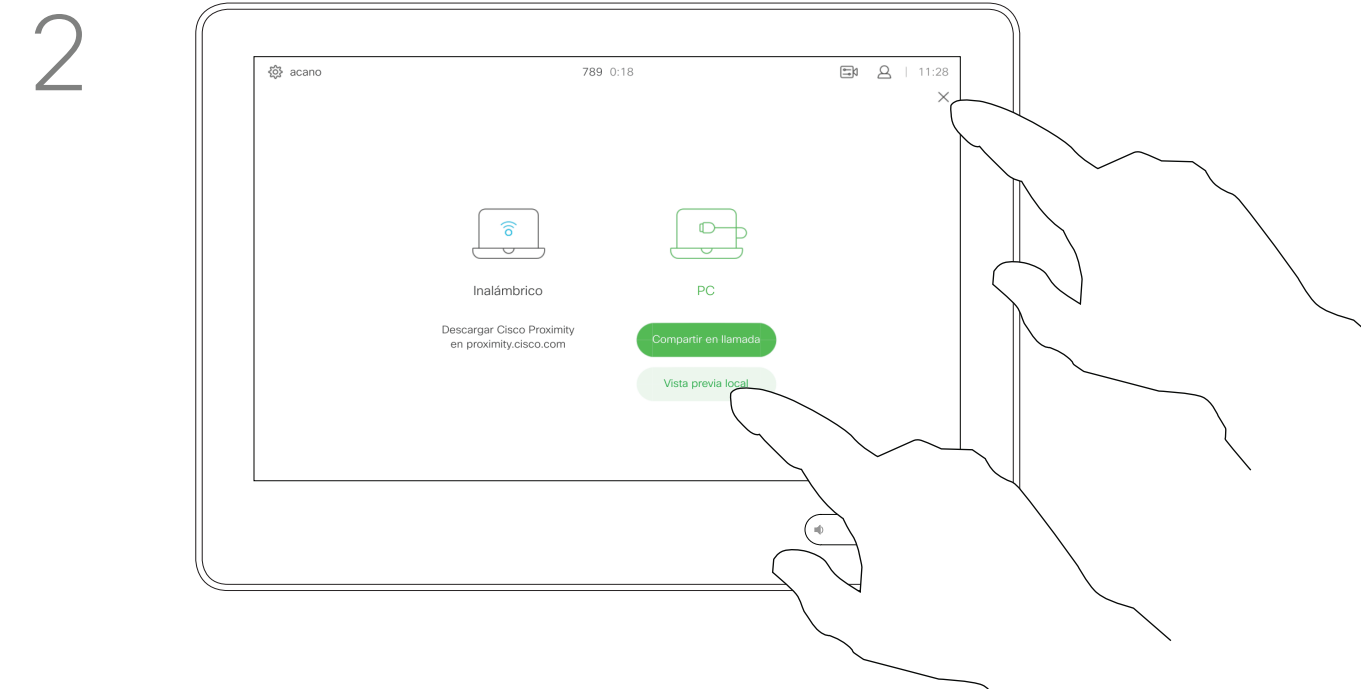 2
acano
789 0:18
11:28
Inalámbrico
PC
Descargar Cisco Proximity
en proximity.cisco.com
Compartir en llamada
Vista previa local